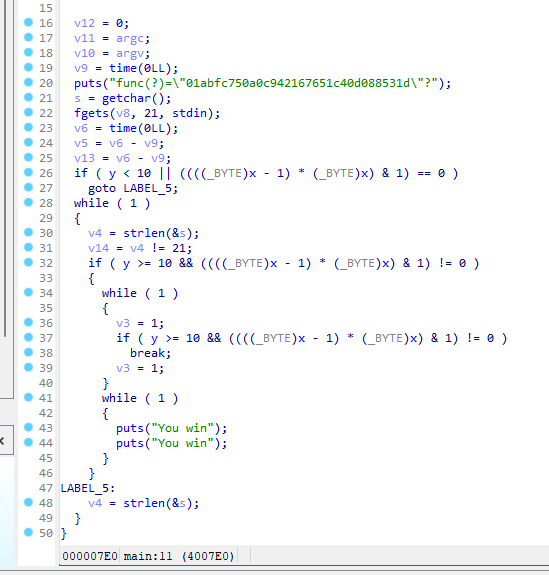 15
16 v12 = 0;
17 v11 = argc;
18 v10 = argv;
19 v9 = time(0LL);
20 puts("func(?)=\"01abfc750a0c942167651c40d088531d\"?");
21 s = getchar();
22 fgets(v8, 21, stdin);
23 v6 = time(0LL);
24 v5 = v6 - v9;
25 v13 = v6 - v9;
26 if ( y < 10 || ((((_BYTE)x - 1) * (_BYTE)x) & 1) == 0 )
27 goto LABEL_5;
28 while ( 1 )
29 {
30 v4 = strlen(&s);
31 v14 = v4 != 21;
32 if ( y >= 10 && ((((_BYTE)x - 1) * (_BYTE)x) & 1) != 0 )
33 {
34 while ( 1 )
35 {
36 v3 = 1;
37 if ( y >= 10 && ((((_BYTE)x - 1) * (_BYTE)x) & 1) != 0 )
38 break;
39 v3 = 1;
40 }
41 while ( 1 )
42 {
43 puts("You win");
44 puts("You win");
45 }
46 }
47 LABEL_5:
48 v4 = strlen(&s);
49 }
50 }
000007E0 main:11 (4007E0)